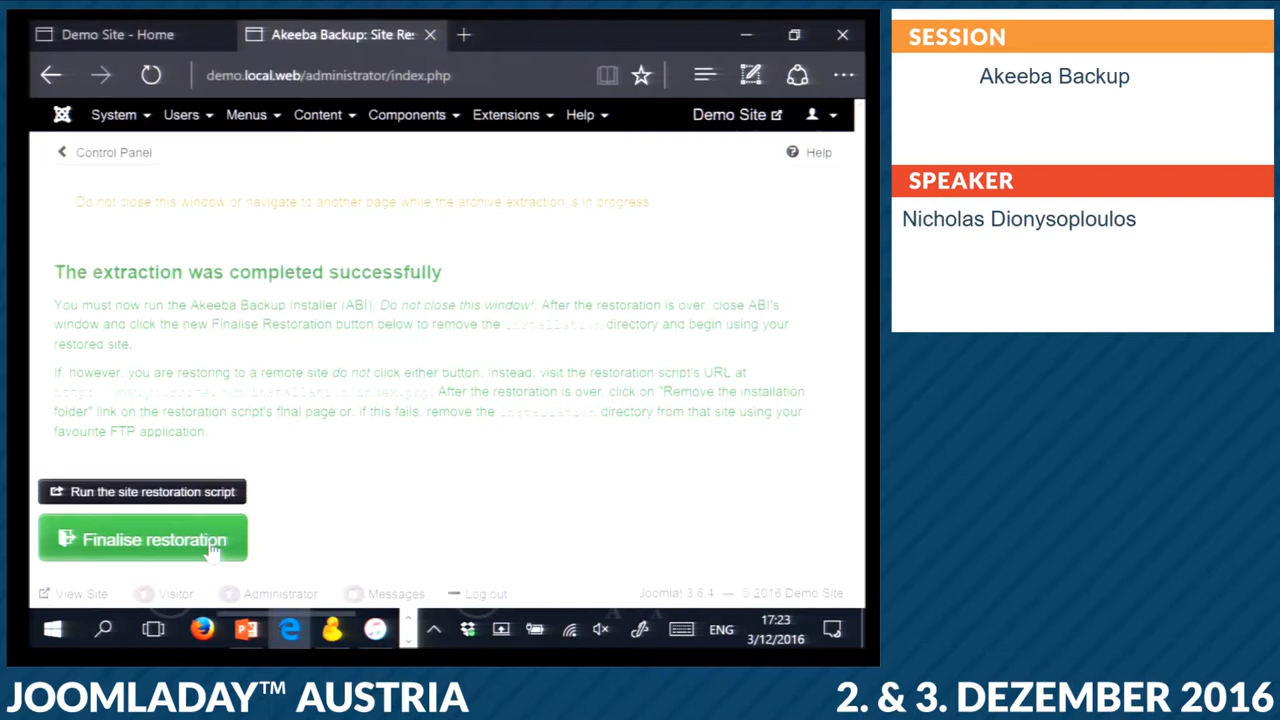 Demo Site - Home
Akeeba Backup: Site Re:
demo.local.web/administrator/index.php
System Users Menus Content Components Extensions Help Demo Site
Control Panel
Help
Do not close this window or navigate to another page while the archive extraction is in progress
The extraction was completed successfully
You must now run the Akeeba Backup Installer (ABI). Do not close this window!. After the restoration is over, close ABI's
window and click the new Finalise Restoration button below to remove the installation directory and begin using your
restored site.
If, however, you are restoring to a remote site do not click either button. Instead, visit the restoration script's URL at
After the restoration is over, click on "Remove the installation
folder" link on the restoration script's final page or, if this fails, remove the installation directory from that site using your
favourite FTP application.
Run the site restoration script
Finalise restoration
View Site Visitor Administrator Messages Log out
Joomla! 3.6.4 — © 2016 Demo Site
ENG
17:23
3/12/2016
SESSION
Akeeba Backup
SPEAKER
Nicholas Dionysoploulos
JOOMLADAY™ AUSTRIA
2. & 3. DEZEMBER 2016